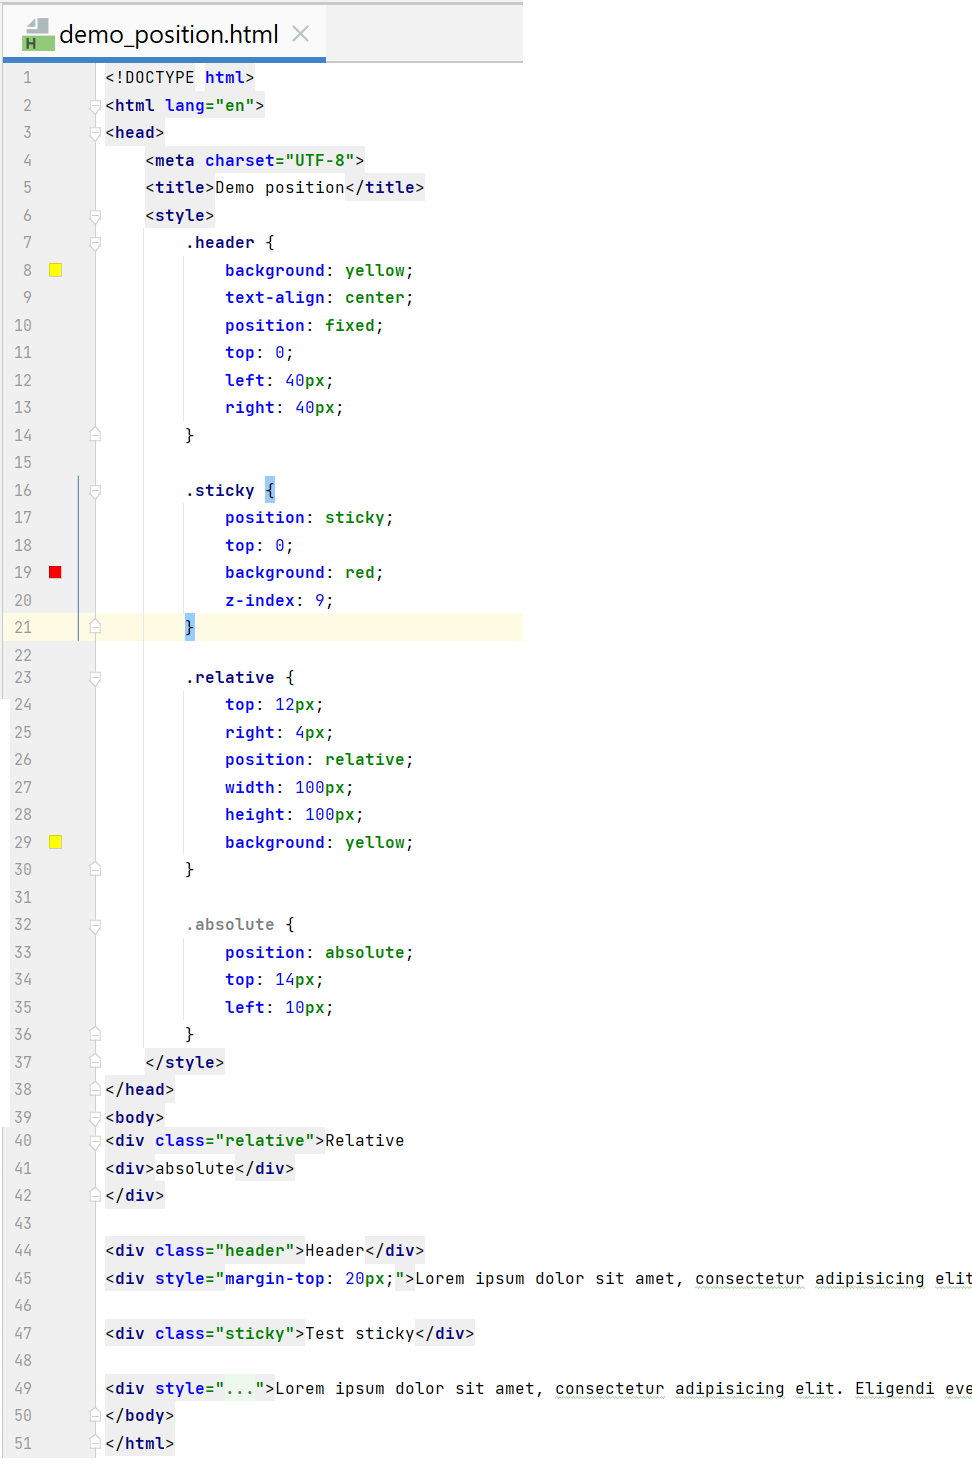 demo_position.html
1 <!DOCTYPE html>
2 <html lang="en">
3 <head>
4     <meta charset="UTF-8">
5     <title>Demo position</title>
6     <style>
7         .header {
8             background: yellow;
9             text-align: center;
10             position: fixed;
11             top: 0;
12             left: 40px;
13             right: 40px;
14         }
15
16         .sticky {
17             position: sticky;
18             top: 0;
19             background: red;
20             z-index: 9;
21         }
22
23         .relative {
24             top: 12px;
25             right: 4px;
26             position: relative;
27             width: 100px;
28             height: 100px;
29             background: yellow;
30         }
31
32         .absolute {
33             position: absolute;
34             top: 14px;
35             left: 10px;
36         }
37     </style>
38 </head>
39 <body>
40 <div class="relative">Relative
41 <div>absolute</div>
42 </div>
43
44 <div class="header">Header</div>
45 <div style="margin-top: 20px;">Lorem ipsum dolor sit amet, consectetur adipisicing elit
46
47 <div class="sticky">Test sticky</div>
48
49 <div style="...">Lorem ipsum dolor sit amet, consectetur adipisicing elit. Eligendi eve
50 </body>
51 </html>